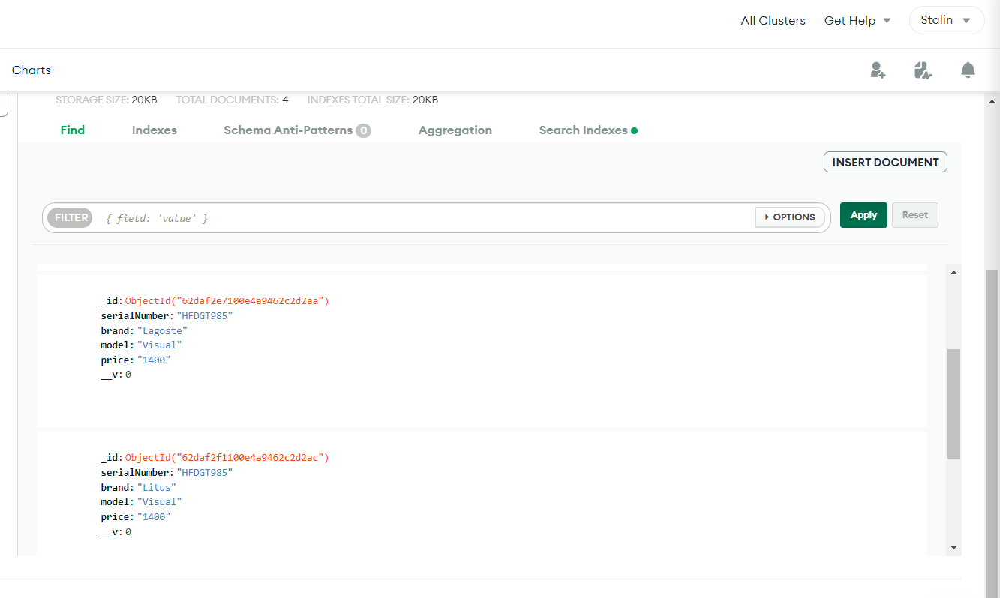 All Clusters Get Help Stalin
Charts
STORAGE SIZE: 20KB TOTAL DOCUMENTS: 4 INDEXES TOTAL SIZE: 20KB
Find Indexes Schema Anti-Patterns 0 Aggregation Search Indexes
INSERT DOCUMENT
FILTER { field: 'value' } OPTIONS Apply Reset
_id: ObjectId("62daf2e7100e4a9462c2d2aa")
serialNumber: "HFDGT985"
brand: "Lagoste"
model: "Visual"
price: "1400"
__v: 0
_id: ObjectId("62daf2f1100e4a9462c2d2ac")
serialNumber: "HFDGT985"
brand: "Litus"
model: "Visual"
price: "1400"
__v: 0